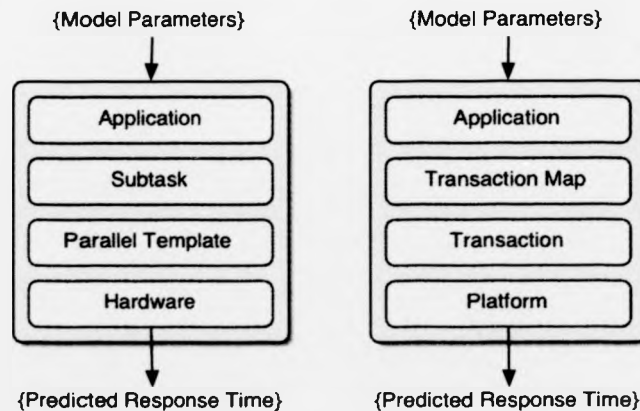 {Model Parameters}
Application
Subtask
Parallel Template
Hardware
{Predicted Response Time}
{Model Parameters}
Application
Transaction Map
Transaction
Platform
{Predicted Response Time}